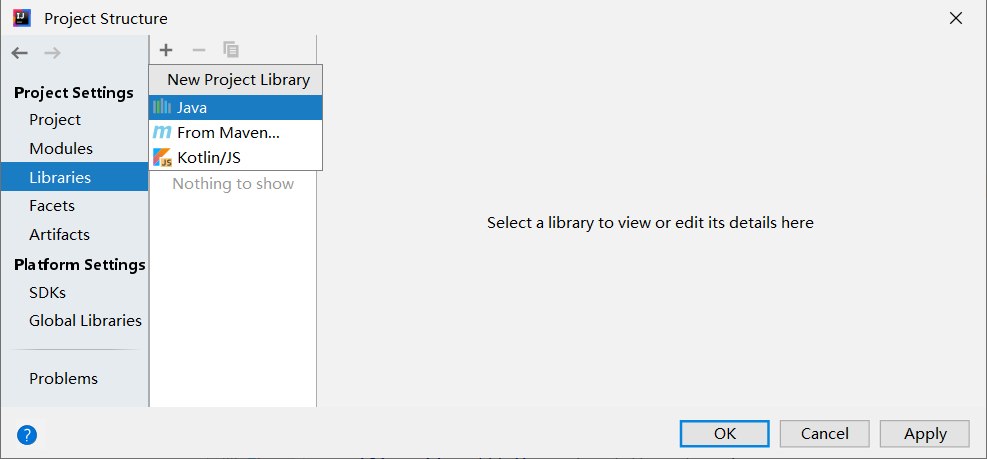 Project Structure
Project Settings
Project
Modules
Libraries
Facets
Artifacts
Platform Settings
SDKs
Global Libraries
Problems
New Project Library
Java
From Maven...
Kotlin/JS
Nothing to show
Select a library to view or edit its details here
?
OK
Cancel
Apply